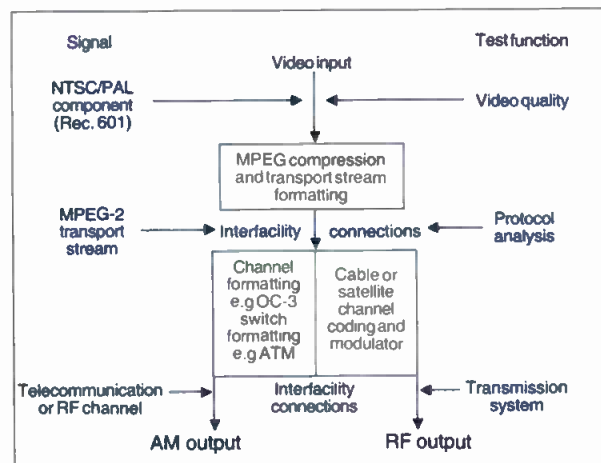 Signal
Test function
Video input
NTSC/PAL
component
(Rec. 601)
Video quality
MPEG compression
and transport stream
formatting
MPEG-2
transport
stream
Interfacility connections
Protocol
analysis
Channel
formatting
e.g OC-3
switch
formatting
e.g ATM
Cable or
satellite
channel
coding and
modulator
Telecommunication
or RF channel
Interfacility
connections
Transmission
system
AM output
RF output